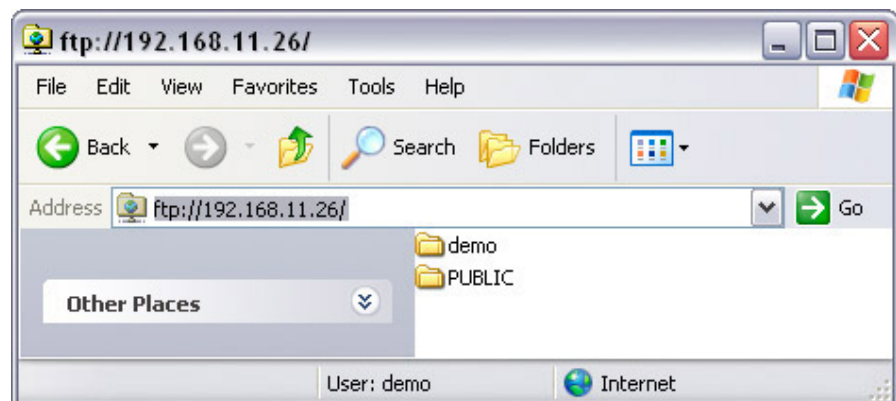 ftp://192.168.11.26/
File Edit View Favorites Tools Help
Back Search Folders
Address ftp://192.168.11.26/ Go
demo
PUBLIC
Other Places
User: demo Internet